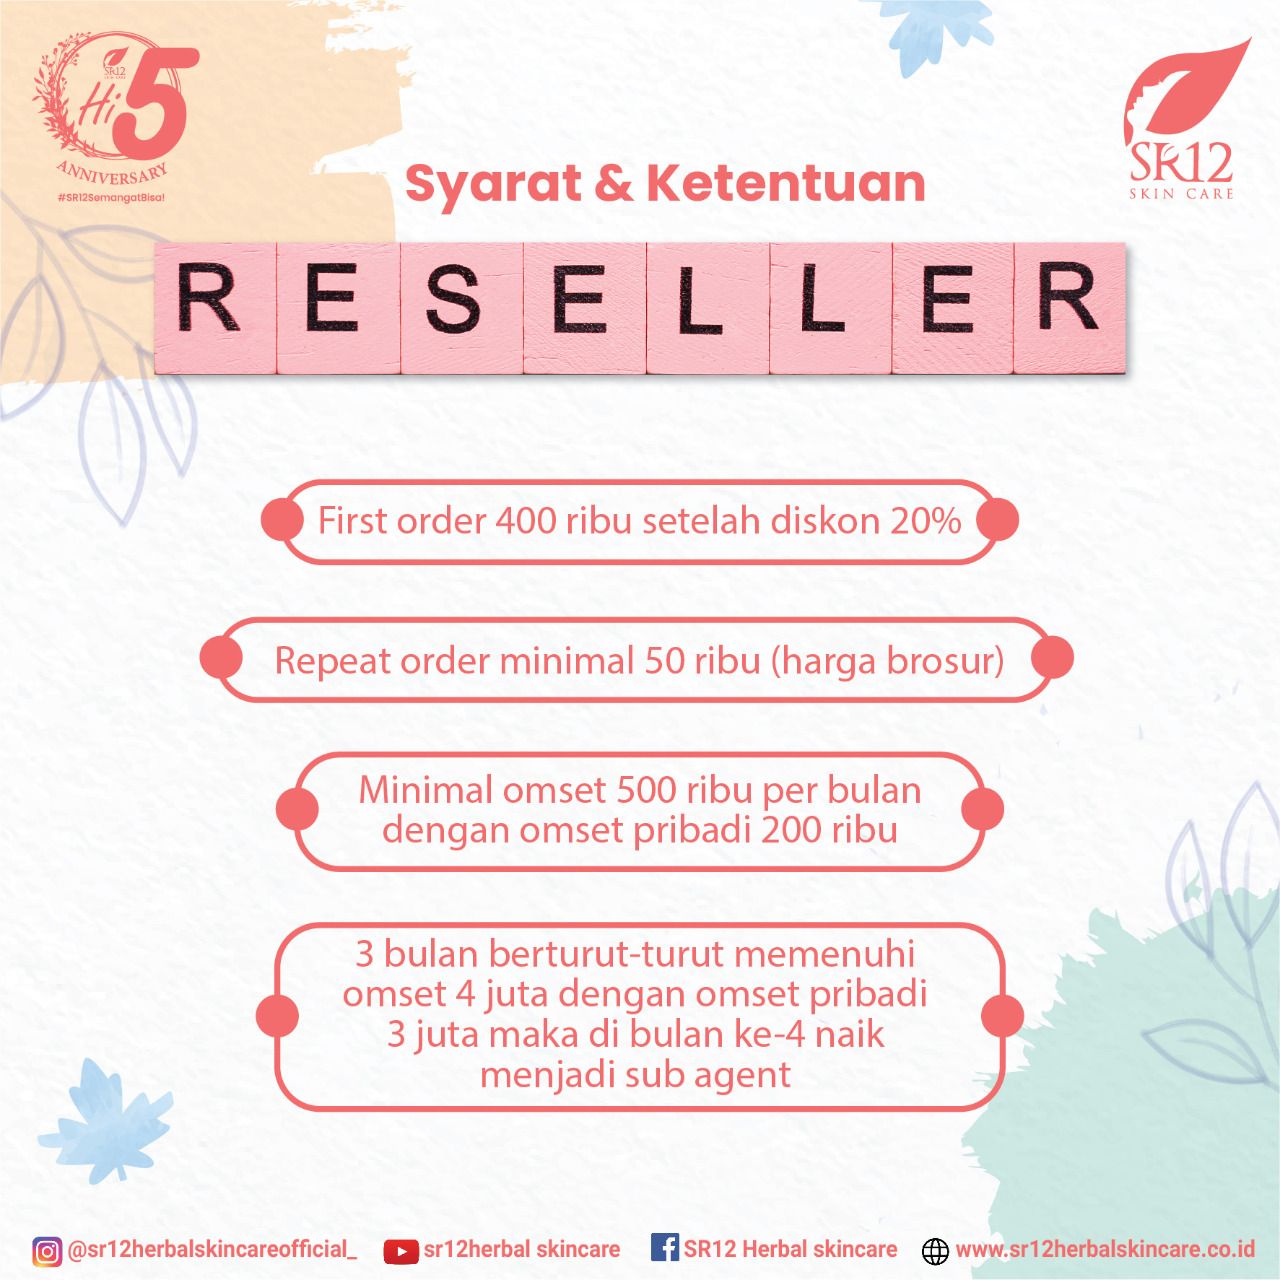 SR12
SKIN CARE
Hi 5
ANNIVERSARY
#SR12SemangatBisa!
SR12
SKIN CARE
Syarat & Ketentuan
RESELLER
First order 400 ribu setelah diskon 20%
Repeat order minimal 50 ribu (harga brosur)
Minimal omset 500 ribu per bulan
dengan omset pribadi 200 ribu
3 bulan berturut-turut memenuhi
omset 4 juta dengan omset pribadi
3 juta maka di bulan ke-4 naik
menjadi sub agent
@sr12herbalskincareofficial_ sr12herbal skincare SR12 Herbal skincare www.sr12herbalskincare.co.id